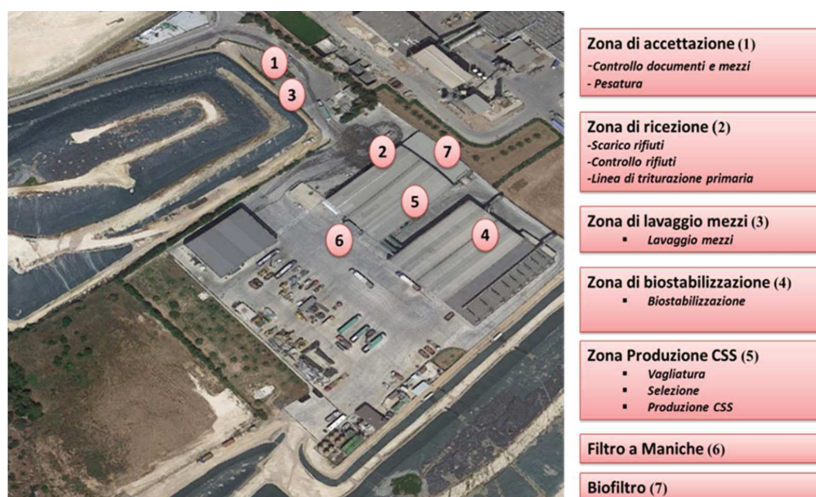 1
3
2
7
5
6
4
Zona di accettazione (1)
-Controllo documenti e mezzi
- Pesatura
Zona di ricezione (2)
-Scarico rifiuti
-Controllo rifiuti
-Linea di triturazione primaria
Zona di lavaggio mezzi (3)
▪ Lavaggio mezzi
Zona di biostabilizzazione (4)
▪ Biostabilizzazione
Zona Produzione CSS (5)
▪ Vagliatura
▪ Selezione
▪ Produzione CSS
Filtro a Maniche (6)
Biofiltro (7)